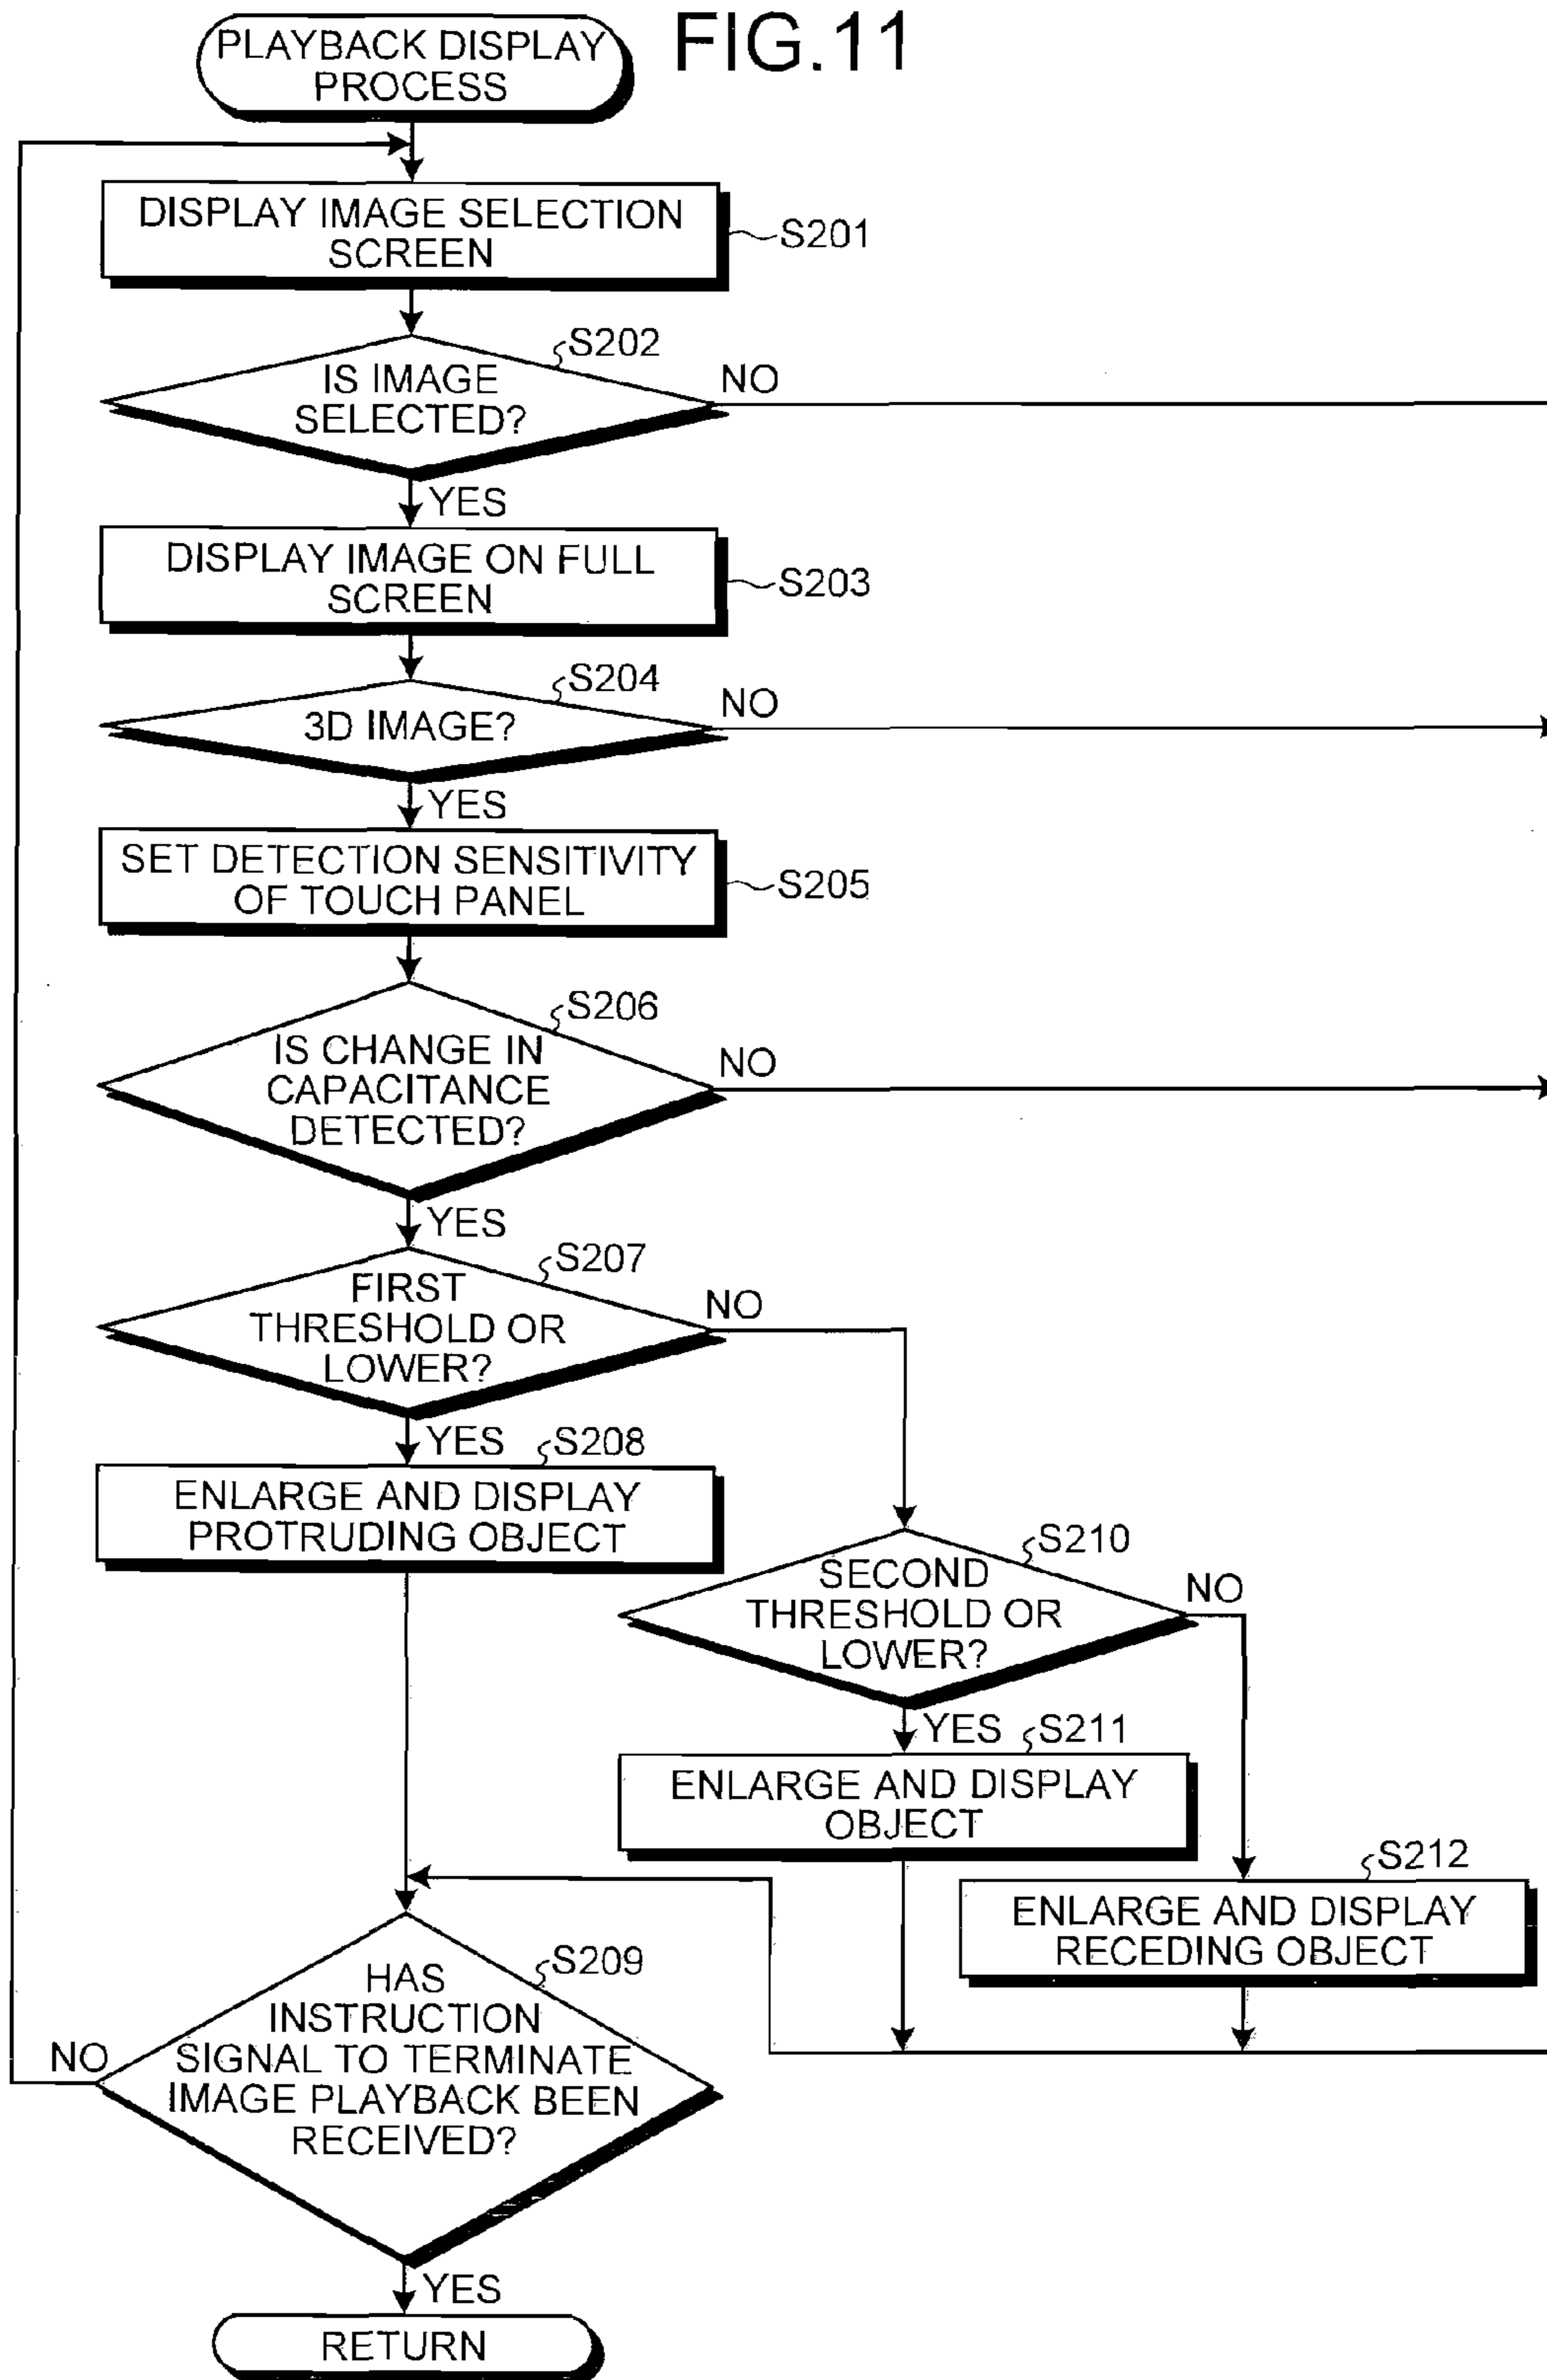 FIG.11
PLAYBACK DISPLAY
PROCESS
DISPLAY IMAGE SELECTION
SCREEN
S201
S202
IS IMAGE
SELECTED?
NO
YES
DISPLAY IMAGE ON FULL
SCREEN
S203
S204
3D IMAGE?
NO
YES
SET DETECTION SENSITIVITY
OF TOUCH PANEL
S205
S206
IS CHANGE IN
CAPACITANCE
DETECTED?
NO
YES
S207
FIRST
THRESHOLD OR
LOWER?
NO
YES
S208
ENLARGE AND DISPLAY
PROTRUDING OBJECT
S210
SECOND
THRESHOLD OR
LOWER?
NO
YES
S211
ENLARGE AND DISPLAY
OBJECT
S212
ENLARGE AND DISPLAY
RECEDING OBJECT
S209
HAS
INSTRUCTION
SIGNAL TO TERMINATE
IMAGE PLAYBACK BEEN
RECEIVED?
NO
YES
RETURN